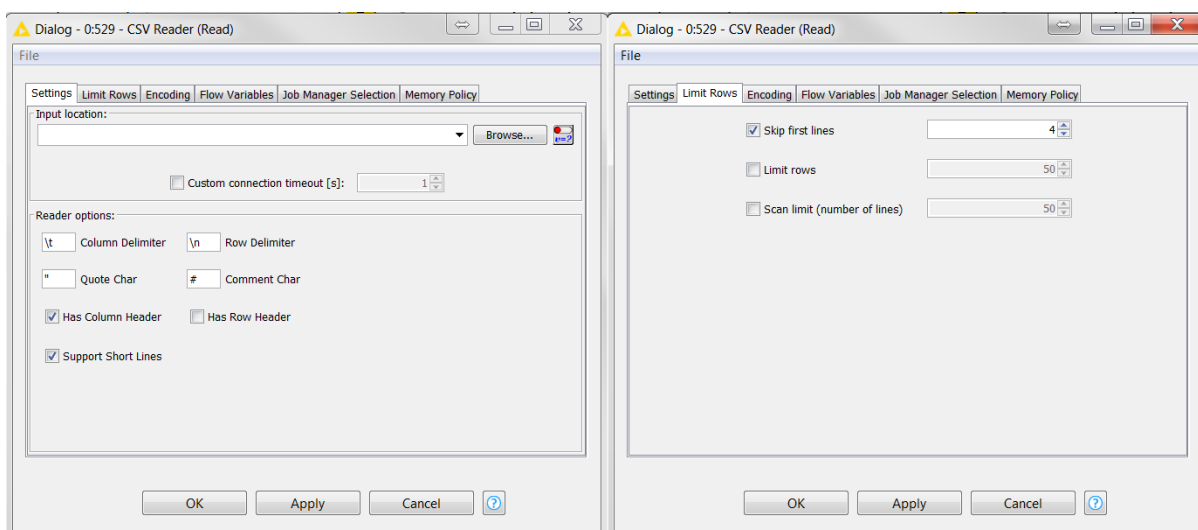 Dialog - 0:529 - CSV Reader (Read)
File
Settings Limit Rows Encoding Flow Variables Job Manager Selection Memory Policy
Input location:
Browse... v=?
Custom connection timeout [s]: 1
Reader options:
\t Column Delimiter \n Row Delimiter
" Quote Char # Comment Char
Has Column Header Has Row Header
Support Short Lines
OK Apply Cancel ?
Dialog - 0:529 - CSV Reader (Read)
File
Settings Limit Rows Encoding Flow Variables Job Manager Selection Memory Policy
Skip first lines 4
Limit rows 50
Scan limit (number of lines) 50
OK Apply Cancel ?